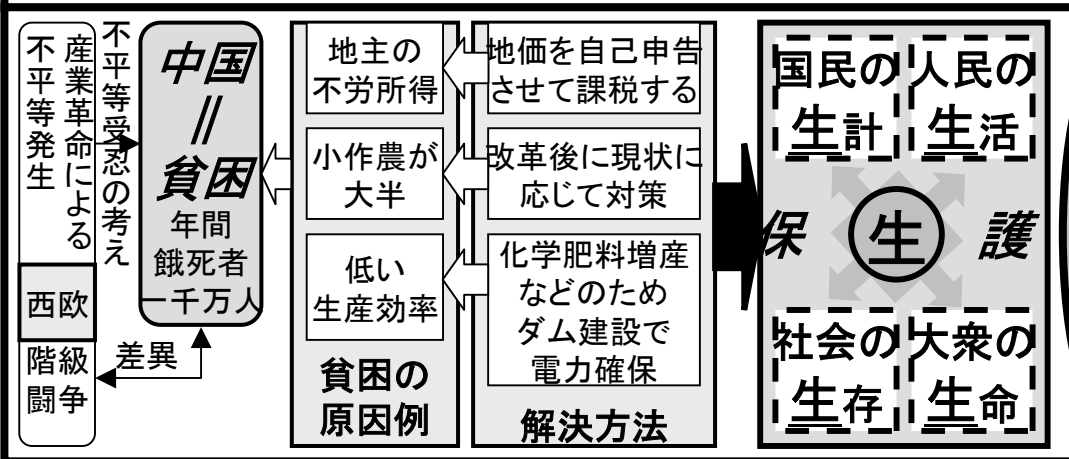 産業革命による
不平等発生
西欧
階級
闘争
不平等受忍の考え
差異
中国
||
貧困
年間
餓死者
一千万人
地主の
不労所得
小作農が
大半
低い
生産効率
貧困の
原因例
地価を自己申告
させて課税する
改革後に現状に
応じて対策
化学肥料増産
などのため
ダム建設で
電力確保
解決方法
国民の
生計
人民の
生活
保 生 護
社会の
生存
大衆の
生命